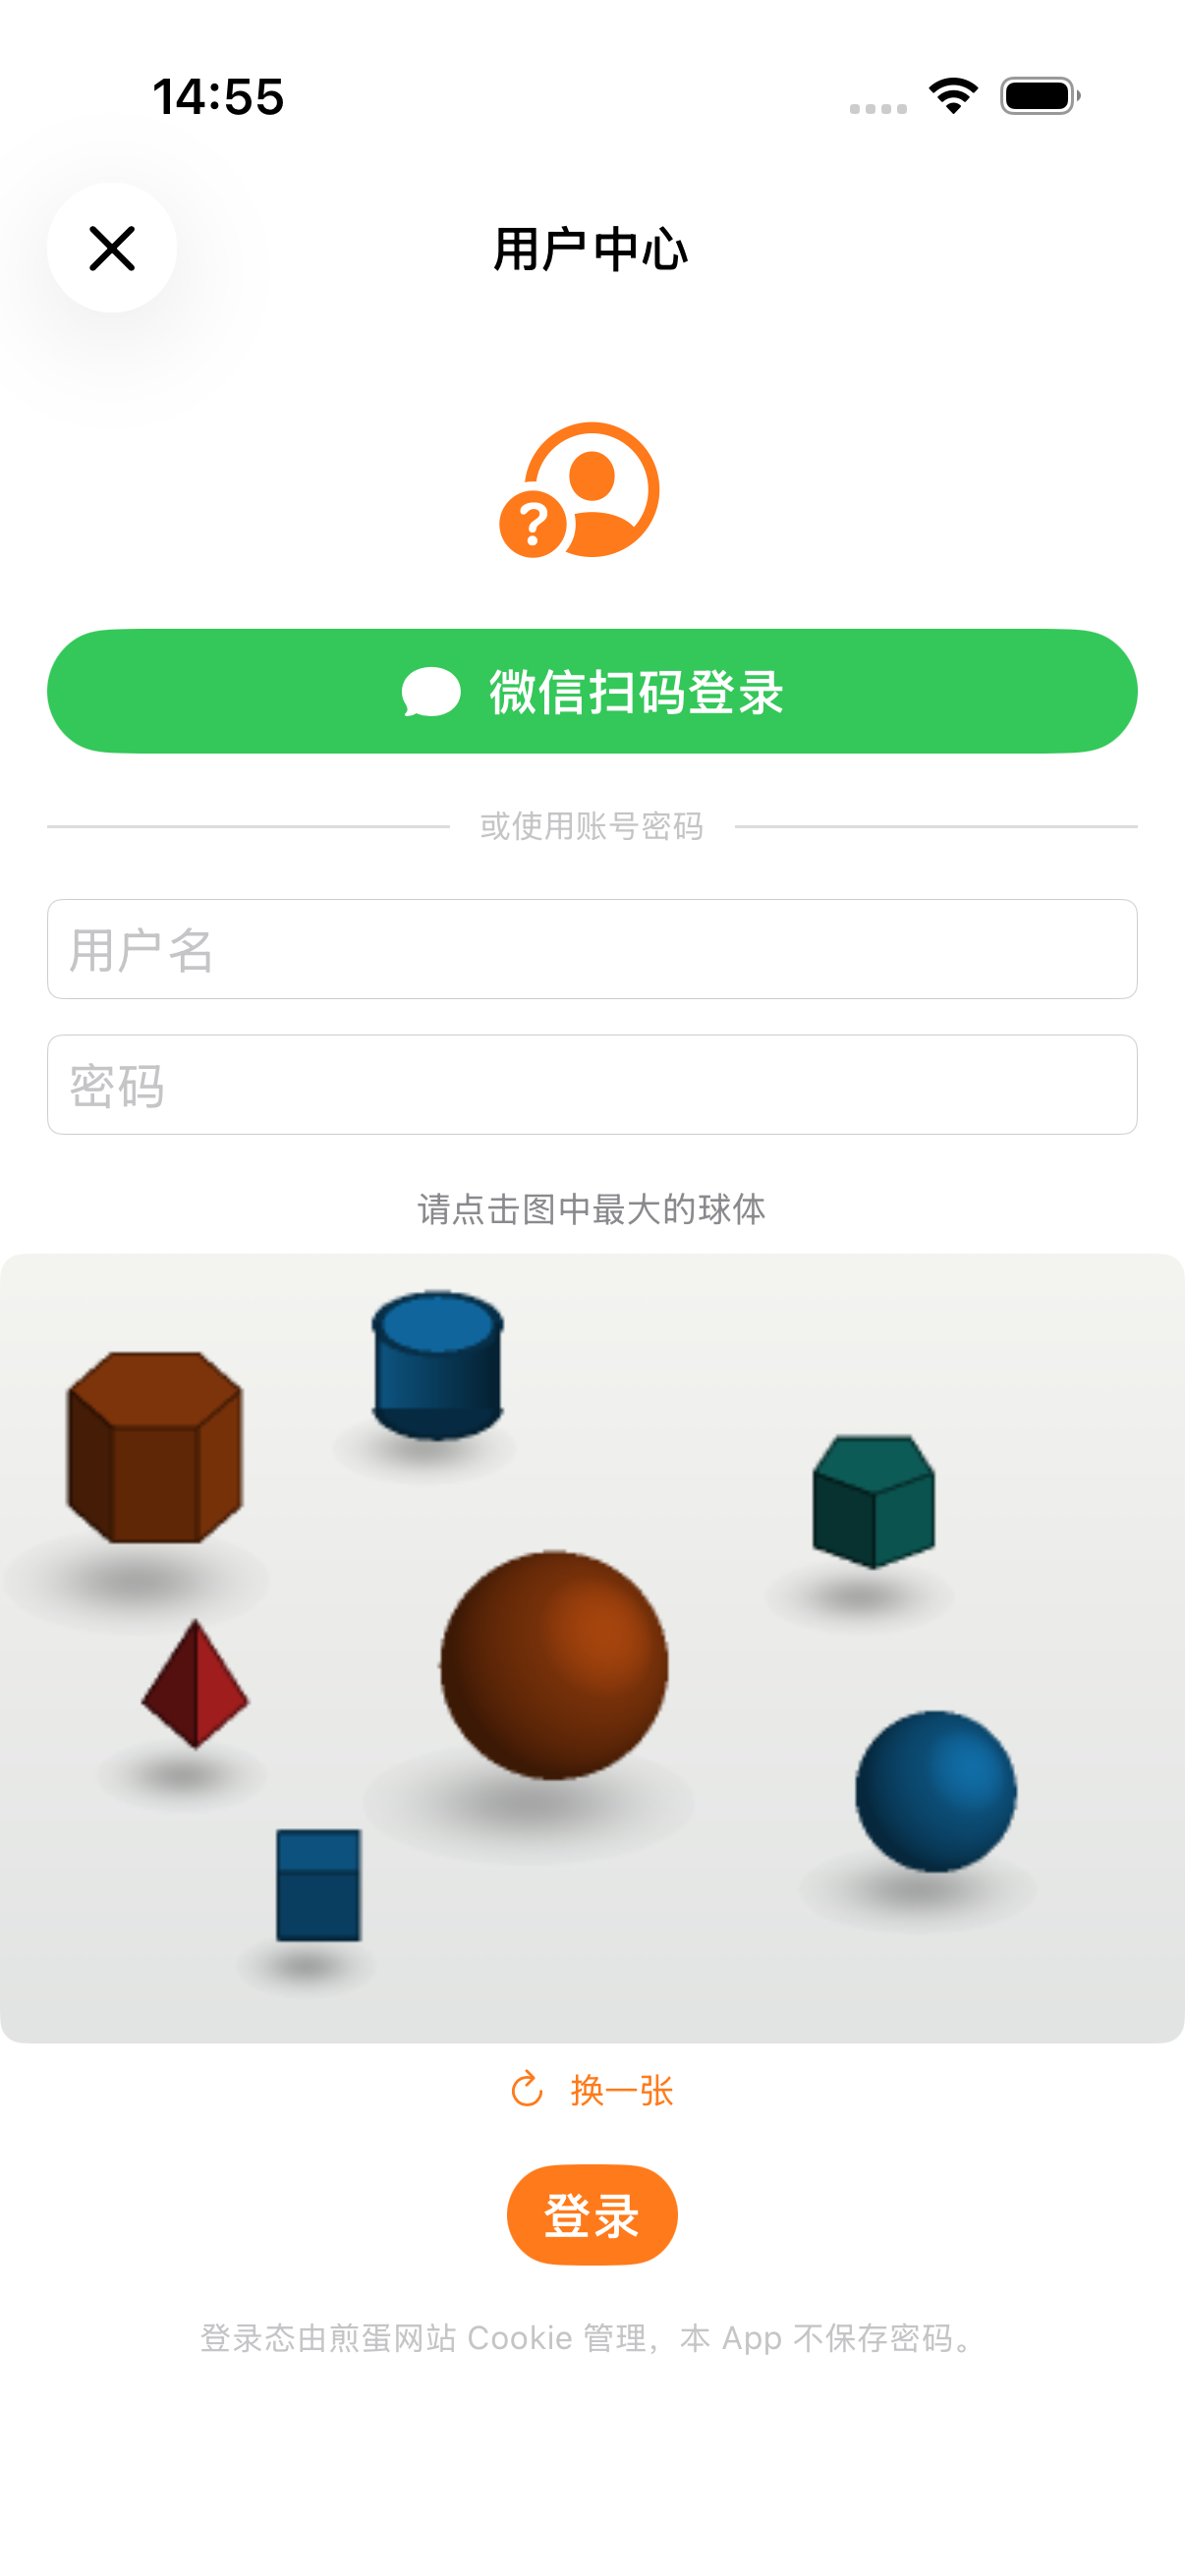 14:55
用户中心
?
微信扫码登录
或使用账号密码
用户名
密码
请点击图中最大的球体
换一张
登录
登录态由煎蛋网站 Cookie 管理，本 App 不保存密码。